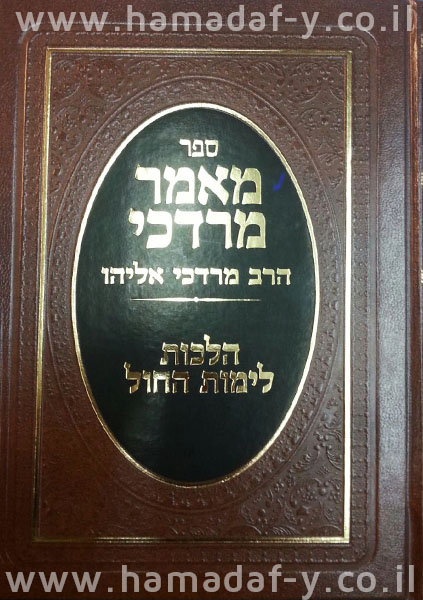 www.hamadaf-y.co.il
ספר
מאמר
מרדכי
הרב מרדכי אליהו
הלכות
לימות החול
www.hamadaf-y.co.il